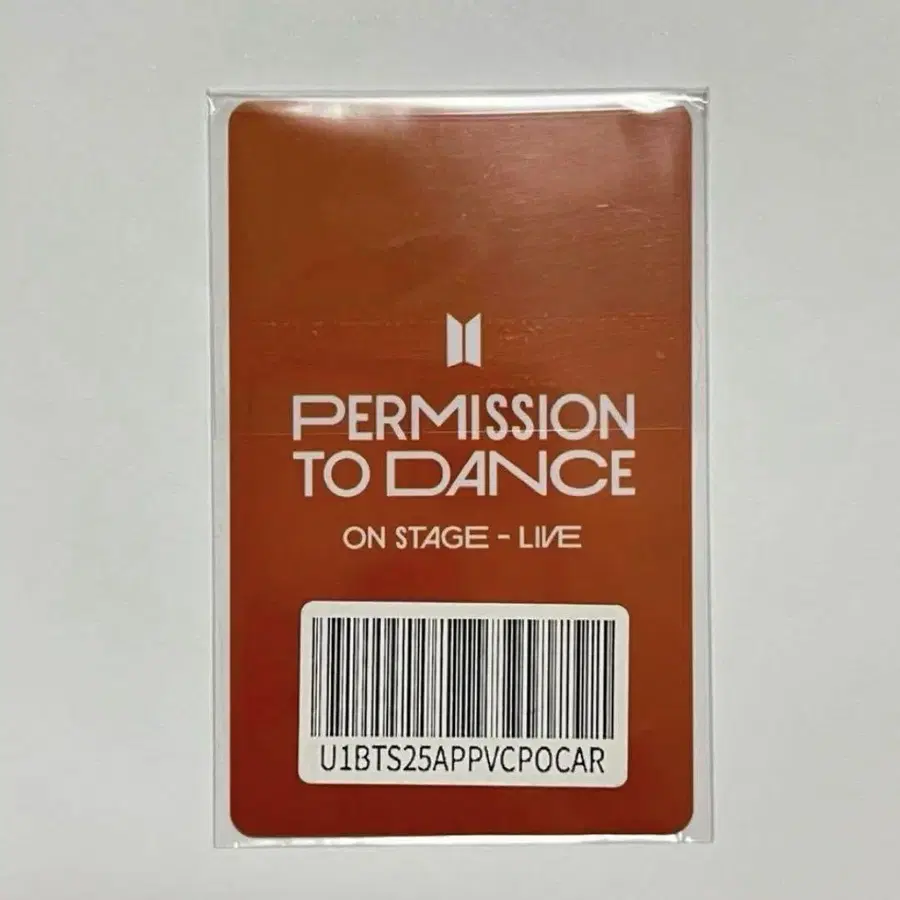 PERMISSION
TO DANCE
ON STAGE - LIVE
U1BTS25APPVCPOCAR